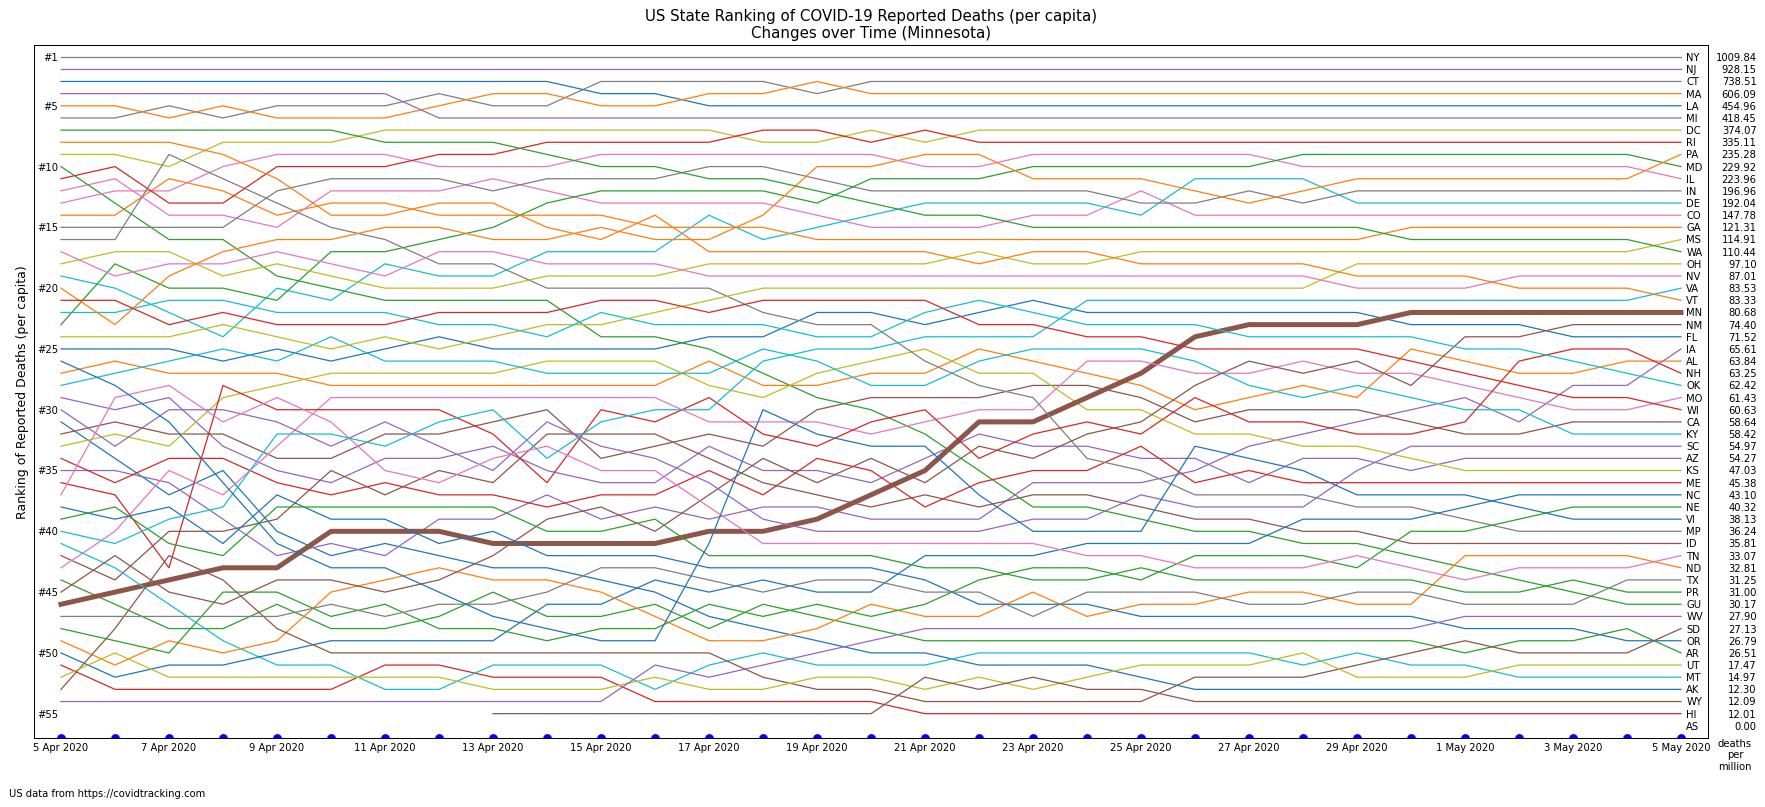 US State Ranking of COVID-19 Reported Deaths (per capita)
Changes over Time (Minnesota)
Ranking of Reported Deaths (per capita)
#1
#5
#10
#15
#20
#25
#30
#35
#40
#45
#50
#55
NY 1009.84
NJ 928.15
CT 738.51
MA 606.09
LA 454.96
MI 418.45
DC 374.07
RI 335.11
PA 235.28
MD 229.92
IL 223.96
IN 196.96
DE 192.04
CO 147.78
GA 121.31
MS 114.91
WA 110.44
OH 97.10
NV 87.01
VA 83.53
VT 83.33
MN 80.68
NM 74.40
FL 71.52
IA 65.61
AL 63.84
NH 63.25
OK 62.42
MO 61.43
WI 60.63
CA 58.64
KY 58.42
SC 54.97
AZ 54.27
KS 47.03
ME 45.38
NC 43.10
NE 40.32
VI 38.13
MP 36.24
ID 35.81
TN 33.07
ND 32.81
TX 31.25
PR 31.00
GU 30.17
WV 27.90
SD 27.13
OR 26.79
AR 26.51
UT 17.47
MT 14.97
AK 12.30
WY 12.09
HI 12.01
AS 0.00
5 Apr 2020 7 Apr 2020 9 Apr 2020 11 Apr 2020 13 Apr 2020 15 Apr 2020 17 Apr 2020 19 Apr 2020 21 Apr 2020 23 Apr 2020 25 Apr 2020 27 Apr 2020 29 Apr 2020 1 May 2020 3 May 2020 5 May 2020
deaths
per
million
US data from https://covidtracking.com